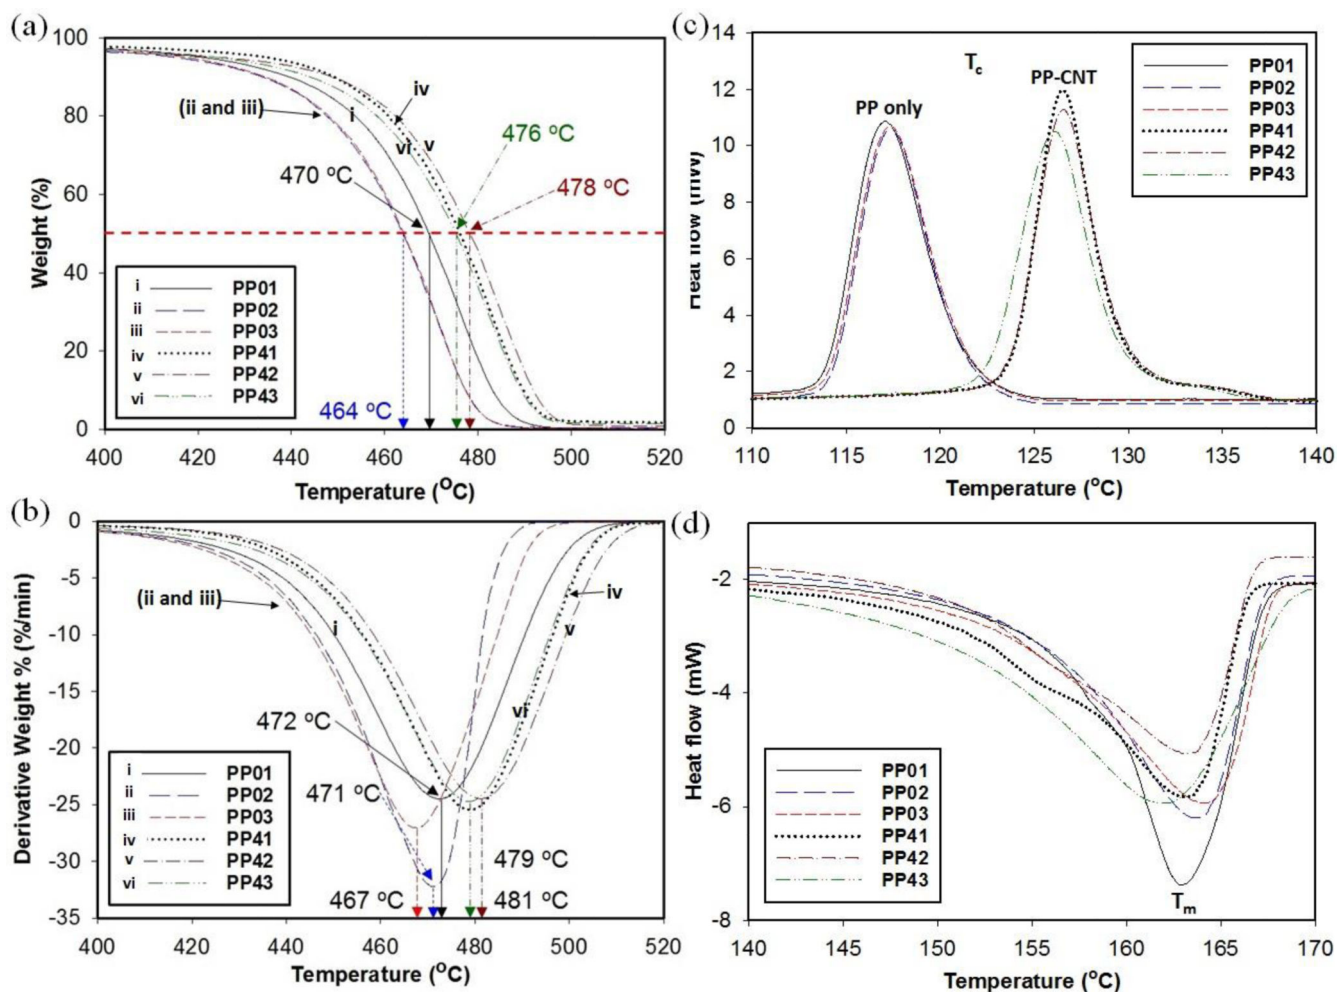 (a)
100
80
60
40
20
0
Weight (%)
(ii and iii)
i
iv
vi
v
470 °C
476 °C
478 °C
464 °C
i PP01
ii PP02
iii PP03
iv PP41
v PP42
vi PP43
400 420 440 460 480 500 520
Temperature (°C)
(c)
14
12
10
8
6
4
2
0
Heat flow (mW)
Tc
PP only
PP-CNT
PP01
PP02
PP03
PP41
PP42
PP43
110 115 120 125 130 135 140
Temperature (°C)
(b)
0
-5
-10
-15
-20
-25
-30
-35
Derivative Weight % (%/min)
(ii and iii)
i
iv
v
vi
472 °C
471 °C
467 °C
479 °C
481 °C
i PP01
ii PP02
iii PP03
iv PP41
v PP42
vi PP43
400 420 440 460 480 500 520
Temperature (°C)
(d)
-2
-4
-6
-8
Heat flow (mW)
PP01
PP02
PP03
PP41
PP42
PP43
Tm
140 145 150 155 160 165 170
Temperature (°C)